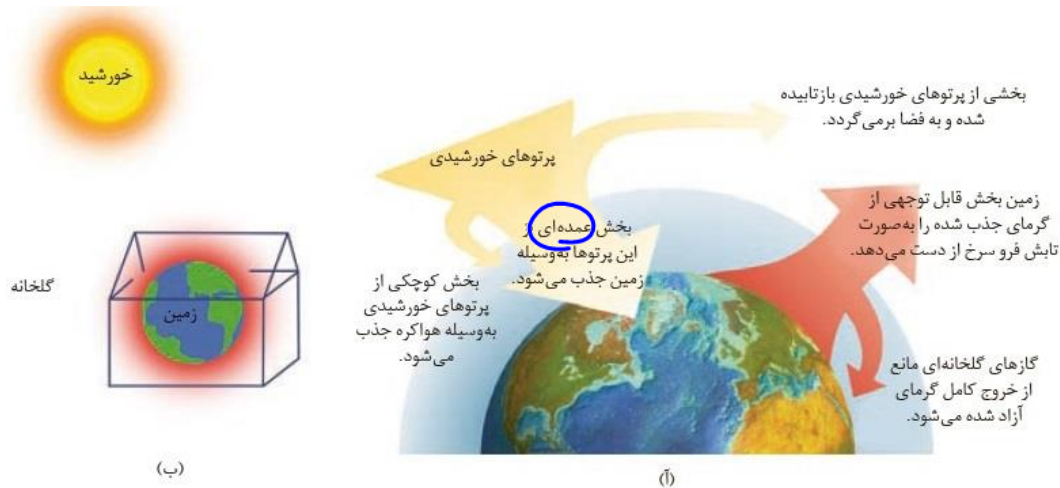 خورشید
گلخانه
زمین
(ب)
بخشی از پرتوهای خورشیدی بازتابیده
شده و به فضا برمی‌گردد.
پرتوهای خورشیدی
بخش عمده‌ای از
این پرتوها به‌وسیله
زمین جذب می‌شود.
بخش کوچکی از
پرتوهای خورشیدی
به‌وسیله هواکره جذب
می‌شود.
زمین بخش قابل توجهی از
گرمای جذب شده را به‌صورت
تابش فرو سرخ از دست می‌دهد.
گازهای گلخانه‌ای مانع
از خروج کامل گرمای
آزاد شده می‌شود.
(آ)